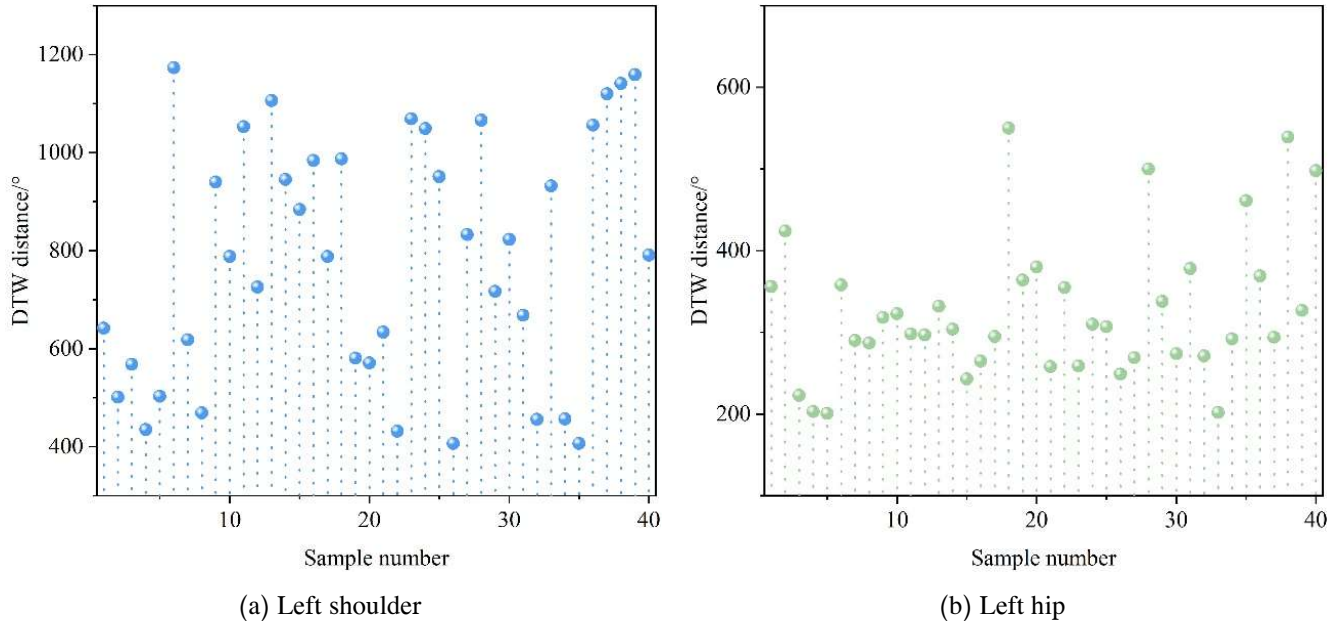 1200
1000
800
600
400
DTW distance/°
10
20
30
40
Sample number
(a) Left shoulder
600
400
200
DTW distance/°
10
20
30
40
Sample number
(b) Left hip